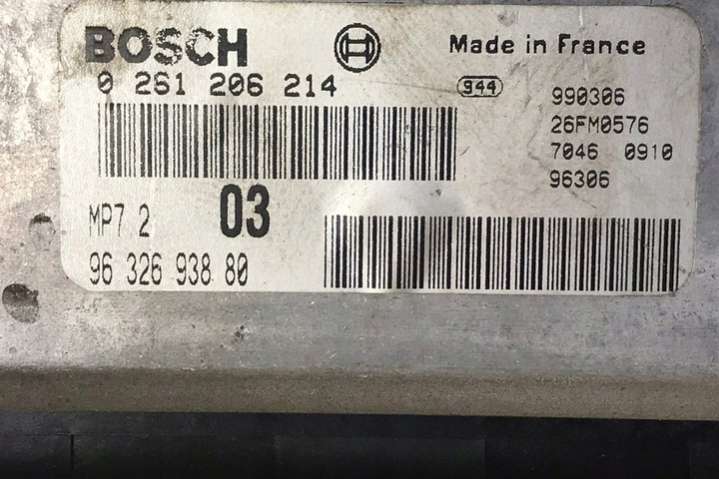 BOSCH Made in France
0 261 206 214 944 990306
26FM0576
7046 0910
96306
MP7 2 03
96 326 938 80